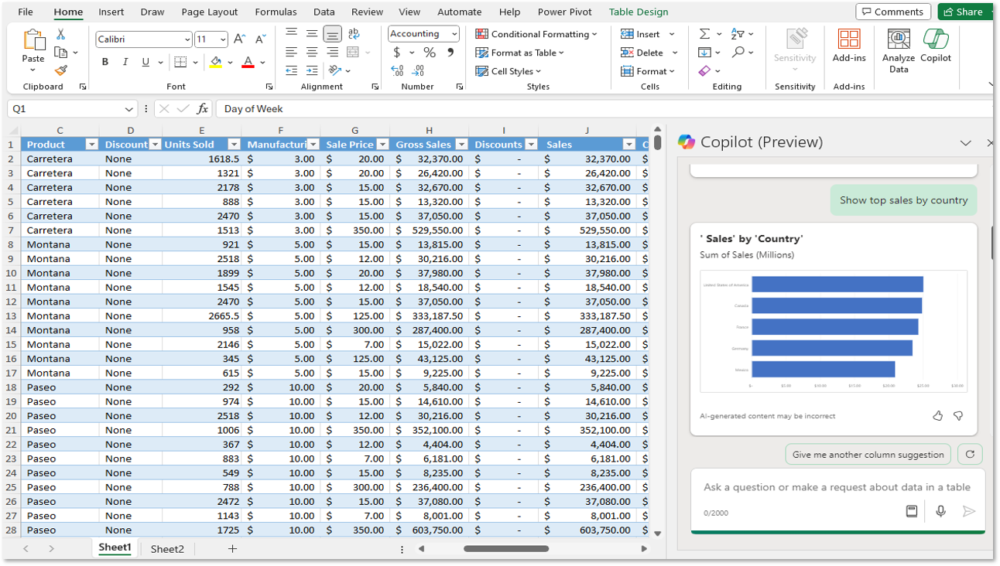 File Home Insert Draw Page Layout Formulas Data Review View Automate Help Power Pivot Table Design Comments Share
Paste
Calibri 11
B I U A
Accounting
$ % 9
Conditional Formatting
Format as Table
Cell Styles
Insert
Delete
Format
Sensitivity
Add-ins
Analyze Data
Copilot
Clipboard Font Alignment Number Styles Cells Editing Sensitivity Add-ins
Q1 fx Day of Week
C D E F G H I J
1 Product Discount Units Sold Manufacturi Sale Price Gross Sales Discounts Sales C
2 Carretera None 1618.5 $ 3.00 $ 20.00 $ 32,370.00 $ - $ 32,370.00 $
3 Carretera None 1321 $ 3.00 $ 20.00 $ 26,420.00 $ - $ 26,420.00 $
4 Carretera None 2178 $ 3.00 $ 15.00 $ 32,670.00 $ - $ 32,670.00 $
5 Carretera None 888 $ 3.00 $ 15.00 $ 13,320.00 $ - $ 13,320.00 $
6 Carretera None 2470 $ 3.00 $ 15.00 $ 37,050.00 $ - $ 37,050.00 $
7 Carretera None 1513 $ 3.00 $ 350.00 $ 529,550.00 $ - $ 529,550.00 $
8 Montana None 921 $ 5.00 $ 15.00 $ 13,815.00 $ - $ 13,815.00 $
9 Montana None 2518 $ 5.00 $ 12.00 $ 30,216.00 $ - $ 30,216.00 $
10 Montana None 1899 $ 5.00 $ 20.00 $ 37,980.00 $ - $ 37,980.00 $
11 Montana None 1545 $ 5.00 $ 12.00 $ 18,540.00 $ - $ 18,540.00 $
12 Montana None 2470 $ 5.00 $ 15.00 $ 37,050.00 $ - $ 37,050.00 $
13 Montana None 2665.5 $ 5.00 $ 125.00 $ 333,187.50 $ - $ 333,187.50 $
14 Montana None 958 $ 5.00 $ 300.00 $ 287,400.00 $ - $ 287,400.00 $
15 Montana None 2146 $ 5.00 $ 7.00 $ 15,022.00 $ - $ 15,022.00 $
16 Montana None 345 $ 5.00 $ 125.00 $ 43,125.00 $ - $ 43,125.00 $
17 Montana None 615 $ 5.00 $ 15.00 $ 9,225.00 $ - $ 9,225.00 $
18 Paseo None 292 $ 10.00 $ 20.00 $ 5,840.00 $ - $ 5,840.00 $
19 Paseo None 974 $ 10.00 $ 15.00 $ 14,610.00 $ - $ 14,610.00 $
20 Paseo None 2518 $ 10.00 $ 12.00 $ 30,216.00 $ - $ 30,216.00 $
21 Paseo None 1006 $ 10.00 $ 350.00 $ 352,100.00 $ - $ 352,100.00 $
22 Paseo None 367 $ 10.00 $ 12.00 $ 4,404.00 $ - $ 4,404.00 $
23 Paseo None 883 $ 10.00 $ 7.00 $ 6,181.00 $ - $ 6,181.00 $
24 Paseo None 549 $ 10.00 $ 15.00 $ 8,235.00 $ - $ 8,235.00 $
25 Paseo None 788 $ 10.00 $ 300.00 $ 236,400.00 $ - $ 236,400.00 $
26 Paseo None 2472 $ 10.00 $ 15.00 $ 37,080.00 $ - $ 37,080.00 $
27 Paseo None 1143 $ 10.00 $ 7.00 $ 8,001.00 $ - $ 8,001.00 $
28 Paseo None 1725 $ 10.00 $ 350.00 $ 603,750.00 $ - $ 603,750.00 $
Sheet1 Sheet2
Copilot (Preview)
Show top sales by country
' Sales' by 'Country'
Sum of Sales (Millions)
United States of America
Canada
France
Germany
Mexico
$- $5.00 $10.00 $15.00 $20.00 $25.00 $30.00
AI-generated content may be incorrect
Give me another column suggestion
Ask a question or make a request about data in a table
0/2000